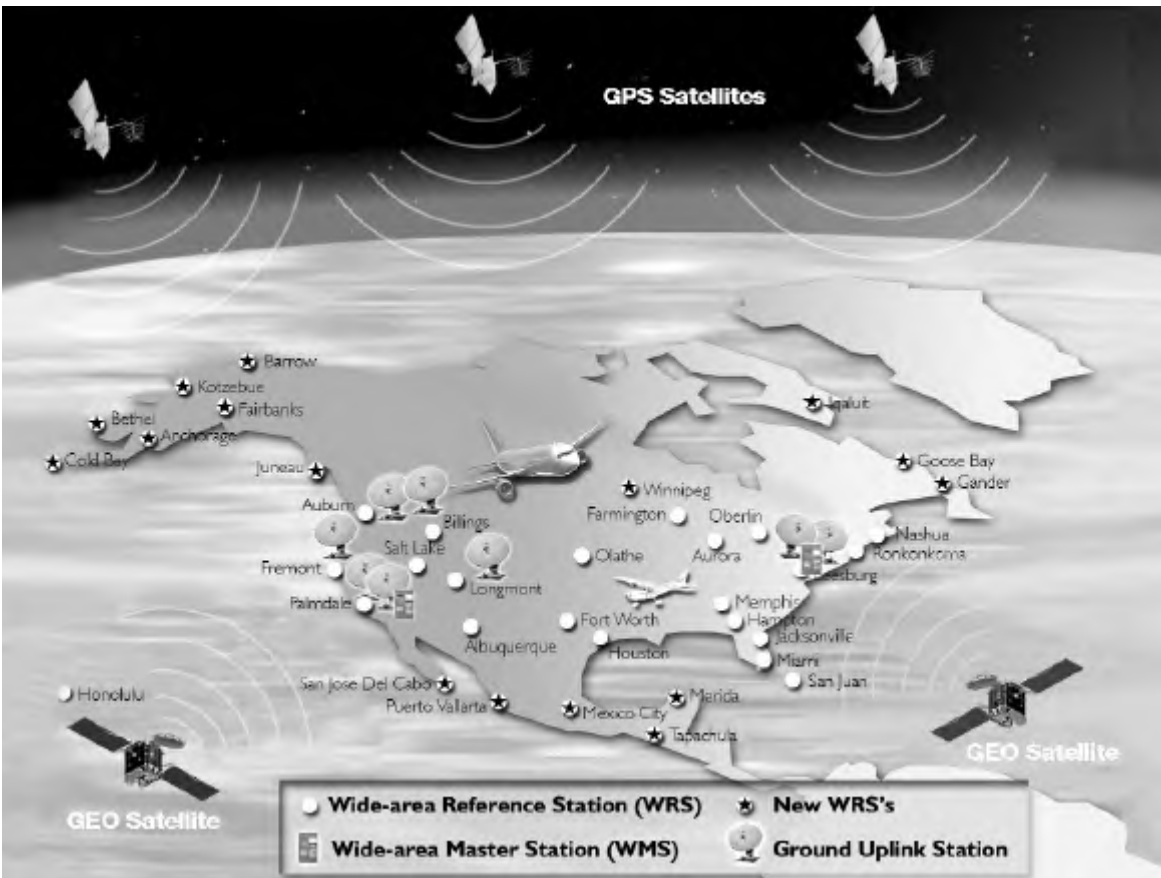 GPS Satellites
Barrow
Kotzebue
Fairbanks
Bethel
Anchorage
Cold Bay
Iqaluit
Juneau
Goose Bay
Gander
Winnipeg
Auburn
Billings
Farmington
Oberlin
Nashua
Ronkonkoma
Salt Lake
Olathe
Aurora
Fremont
Longmont
Leesburg
Palmdale
Memphis
Fort Worth
Hampton
Albuquerque
Houston
Jacksonville
Miami
San Jose Del Cabo
San Juan
Honolulu
Puerto Vallarta
Mexico City
Merida
Tapachula
GEO Satellite
GEO Satellite
Wide-area Reference Station (WRS)
New WRS's
Wide-area Master Station (WMS)
Ground Uplink Station